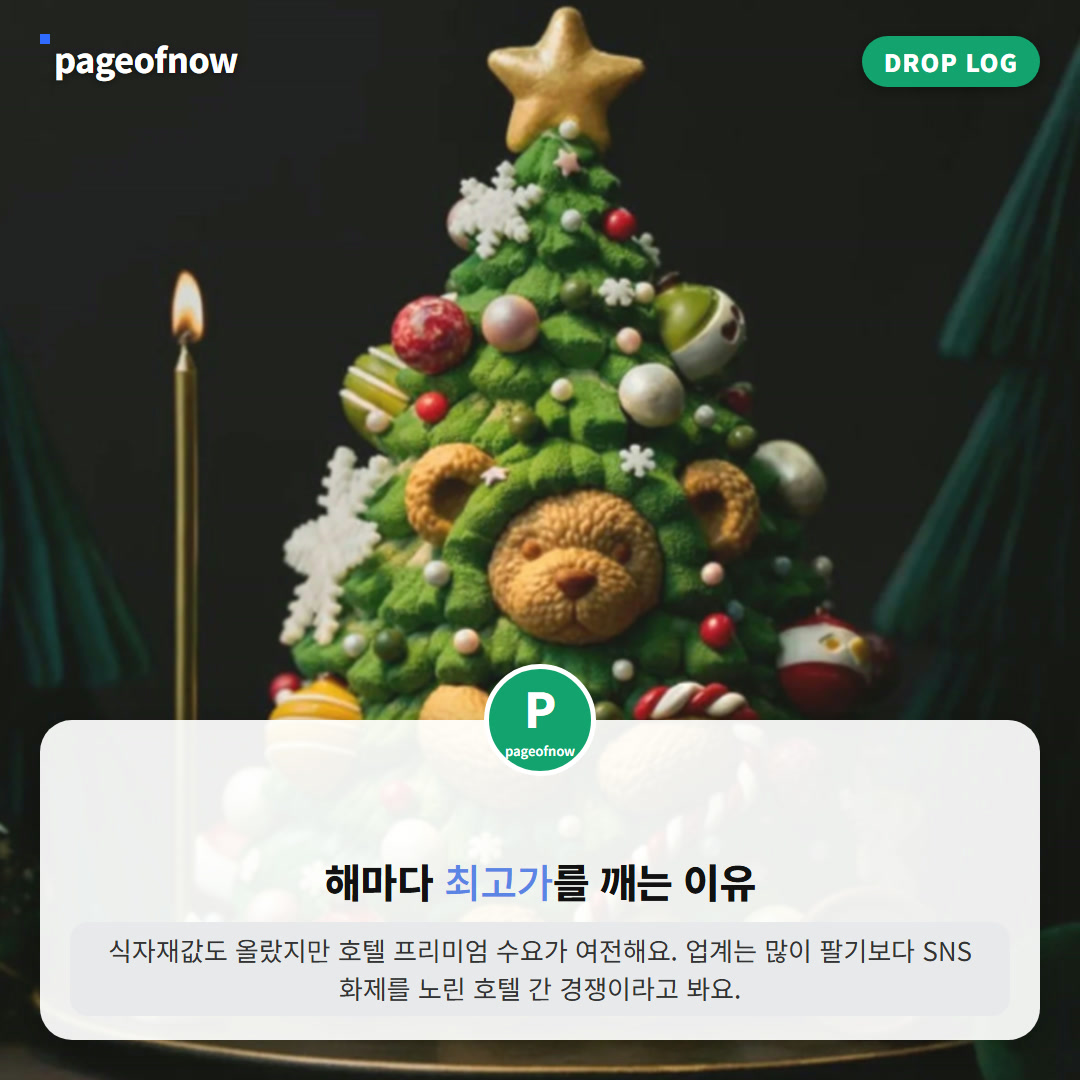 pageofnow
DROP LOG
P
pageofnow
해마다 최고가를 깨는 이유
식자재값도 올랐지만 호텔 프리미엄 수요가 여전해요. 업계는 많이 팔기보다 SNS
화제를 노린 호텔 간 경쟁이라고 봐요.